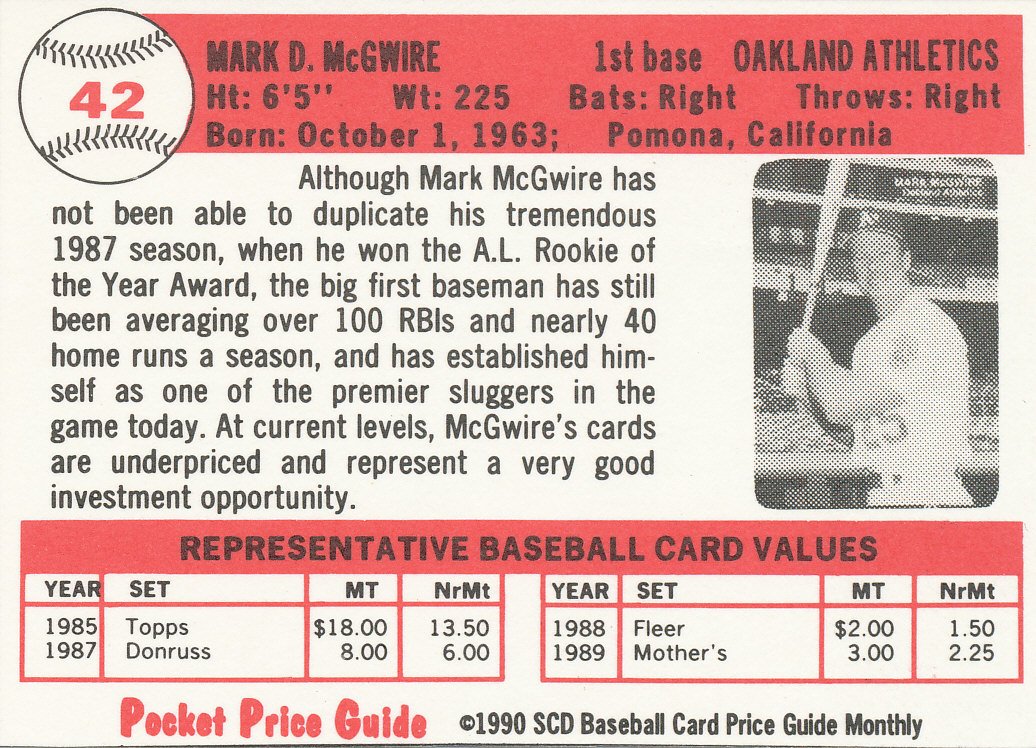 42
MARK D. McGWIRE 1st base OAKLAND ATHLETICS
Ht: 6'5" Wt: 225 Bats: Right Throws: Right
Born: October 1, 1963; Pomona, California
Although Mark McGwire has
not been able to duplicate his tremendous
1987 season, when he won the A.L. Rookie of
the Year Award, the big first baseman has still
been averaging over 100 RBIs and nearly 40
home runs a season, and has established him-
self as one of the premier sluggers in the
game today. At current levels, McGwire's cards
are underpriced and represent a very good
investment opportunity.
REPRESENTATIVE BASEBALL CARD VALUES
YEAR SET MT NrMt YEAR SET MT NrMt
1985 Topps $18.00 13.50 1988 Fleer $2.00 1.50
1987 Donruss 8.00 6.00 1989 Mother's 3.00 2.25
Pocket Price Guide ©1990 SCD Baseball Card Price Guide Monthly